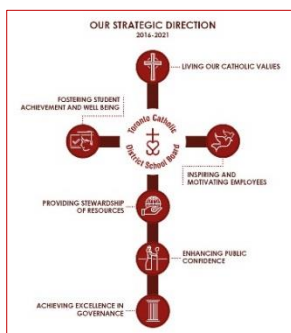 OUR STRATEGIC DIRECTION
2016-2021
LIVING OUR CATHOLIC VALUES
FOSTERING STUDENT
ACHIEVEMENT AND WELL BEING
Toronto Catholic
District School Board
INSPIRING AND
MOTIVATING EMPLOYEES
PROVIDING STEWARDSHIP
OF RESOURCES
ENHANCING PUBLIC
CONFIDENCE
ACHIEVING EXCELLENCE IN
GOVERNANCE